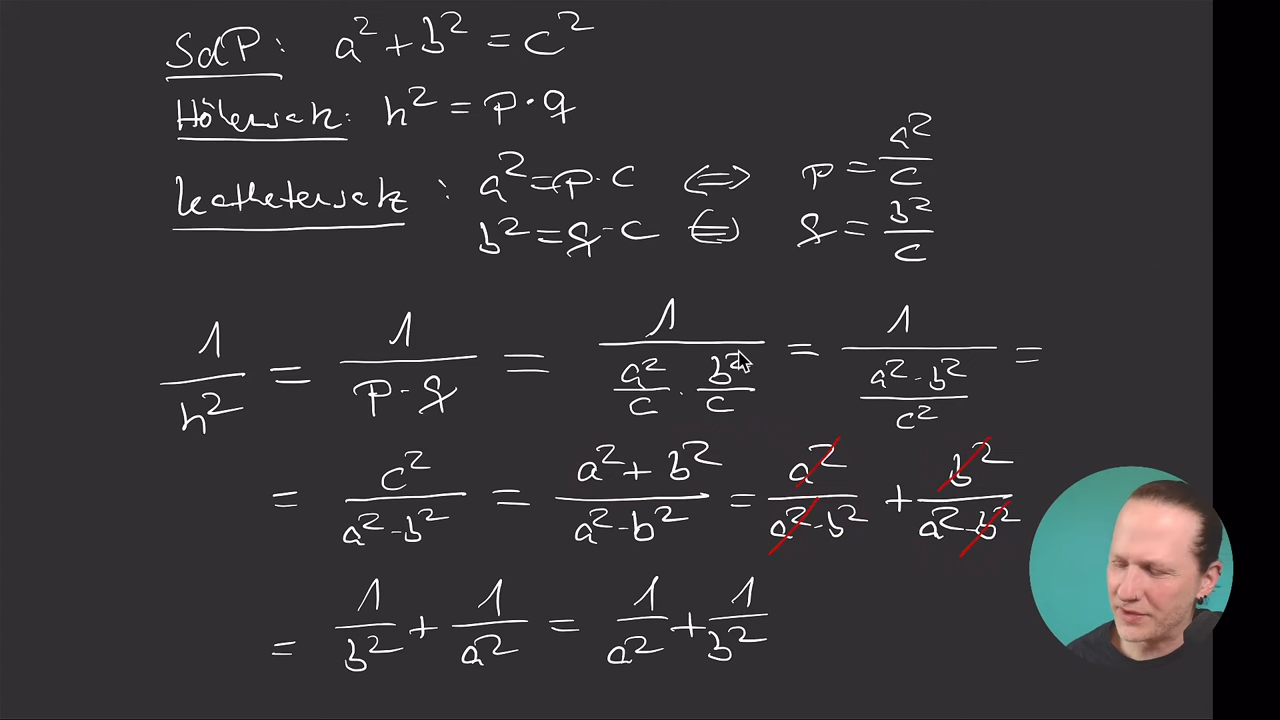 SdP: a² + b² = c²
Höhensatz: h² = p · q
Kathetensatz: a² = p · c ⇔ p = a²/c
b² = q · c ⇔ q = b²/c
1/h² = 1/(p · q) = 1/(a²/c · b²/c) = 1/((a² · b²)/c²) =
= c²/(a² · b²) = (a² + b²)/(a² · b²) = a²/(a² · b²) + b²/(a² · b²)
= 1/b² + 1/a² = 1/a² + 1/b²